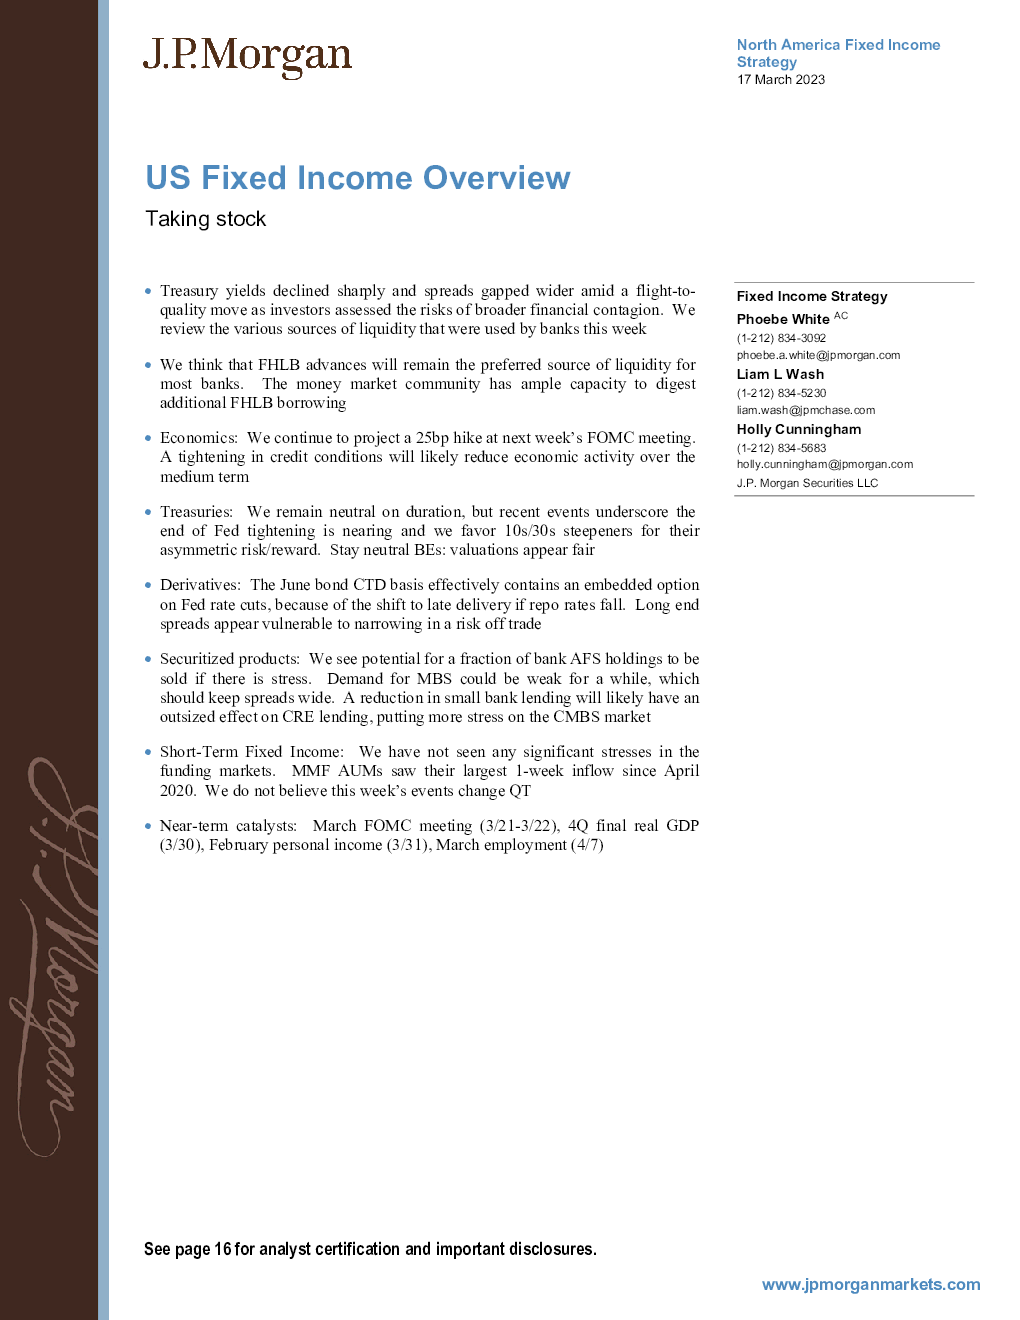 J.P.Morgan
North America Fixed Income
Strategy
17 March 2023
US Fixed Income Overview
Taking stock
• Treasury yields declined sharply and spreads gapped wider amid a flight-to-
quality move as investors assessed the risks of broader financial contagion. We
review the various sources of liquidity that were used by banks this week
• We think that FHLB advances will remain the preferred source of liquidity for
most banks. The money market community has ample capacity to digest
additional FHLB borrowing
• Economics: We continue to project a 25bp hike at next week’s FOMC meeting.
A tightening in credit conditions will likely reduce economic activity over the
medium term
• Treasuries: We remain neutral on duration, but recent events underscore the
end of Fed tightening is nearing and we favor 10s/30s steepeners for their
asymmetric risk/reward. Stay neutral BEs: valuations appear fair
• Derivatives: The June bond CTD basis effectively contains an embedded option
on Fed rate cuts, because of the shift to late delivery if repo rates fall. Long end
spreads appear vulnerable to narrowing in a risk off trade
• Securitized products: We see potential for a fraction of bank AFS holdings to be
sold if there is stress. Demand for MBS could be weak for a while, which
should keep spreads wide. A reduction in small bank lending will likely have an
outsized effect on CRE lending, putting more stress on the CMBS market
• Short-Term Fixed Income: We have not seen any significant stresses in the
funding markets. MMF AUMs saw their largest 1-week inflow since April
2020. We do not believe this week’s events change QT
• Near-term catalysts: March FOMC meeting (3/21-3/22), 4Q final real GDP
(3/30), February personal income (3/31), March employment (4/7)
Fixed Income Strategy
Phoebe White AC
(1-212) 834-3092
phoebe.a.white@jpmorgan.com
Liam L Wash
(1-212) 834-5230
liam.wash@jpmchase.com
Holly Cunningham
(1-212) 834-5683
holly.cunningham@jpmorgan.com
J.P. Morgan Securities LLC
J.P.Morgan
See page 16 for analyst certification and important disclosures.
www.jpmorganmarkets.com